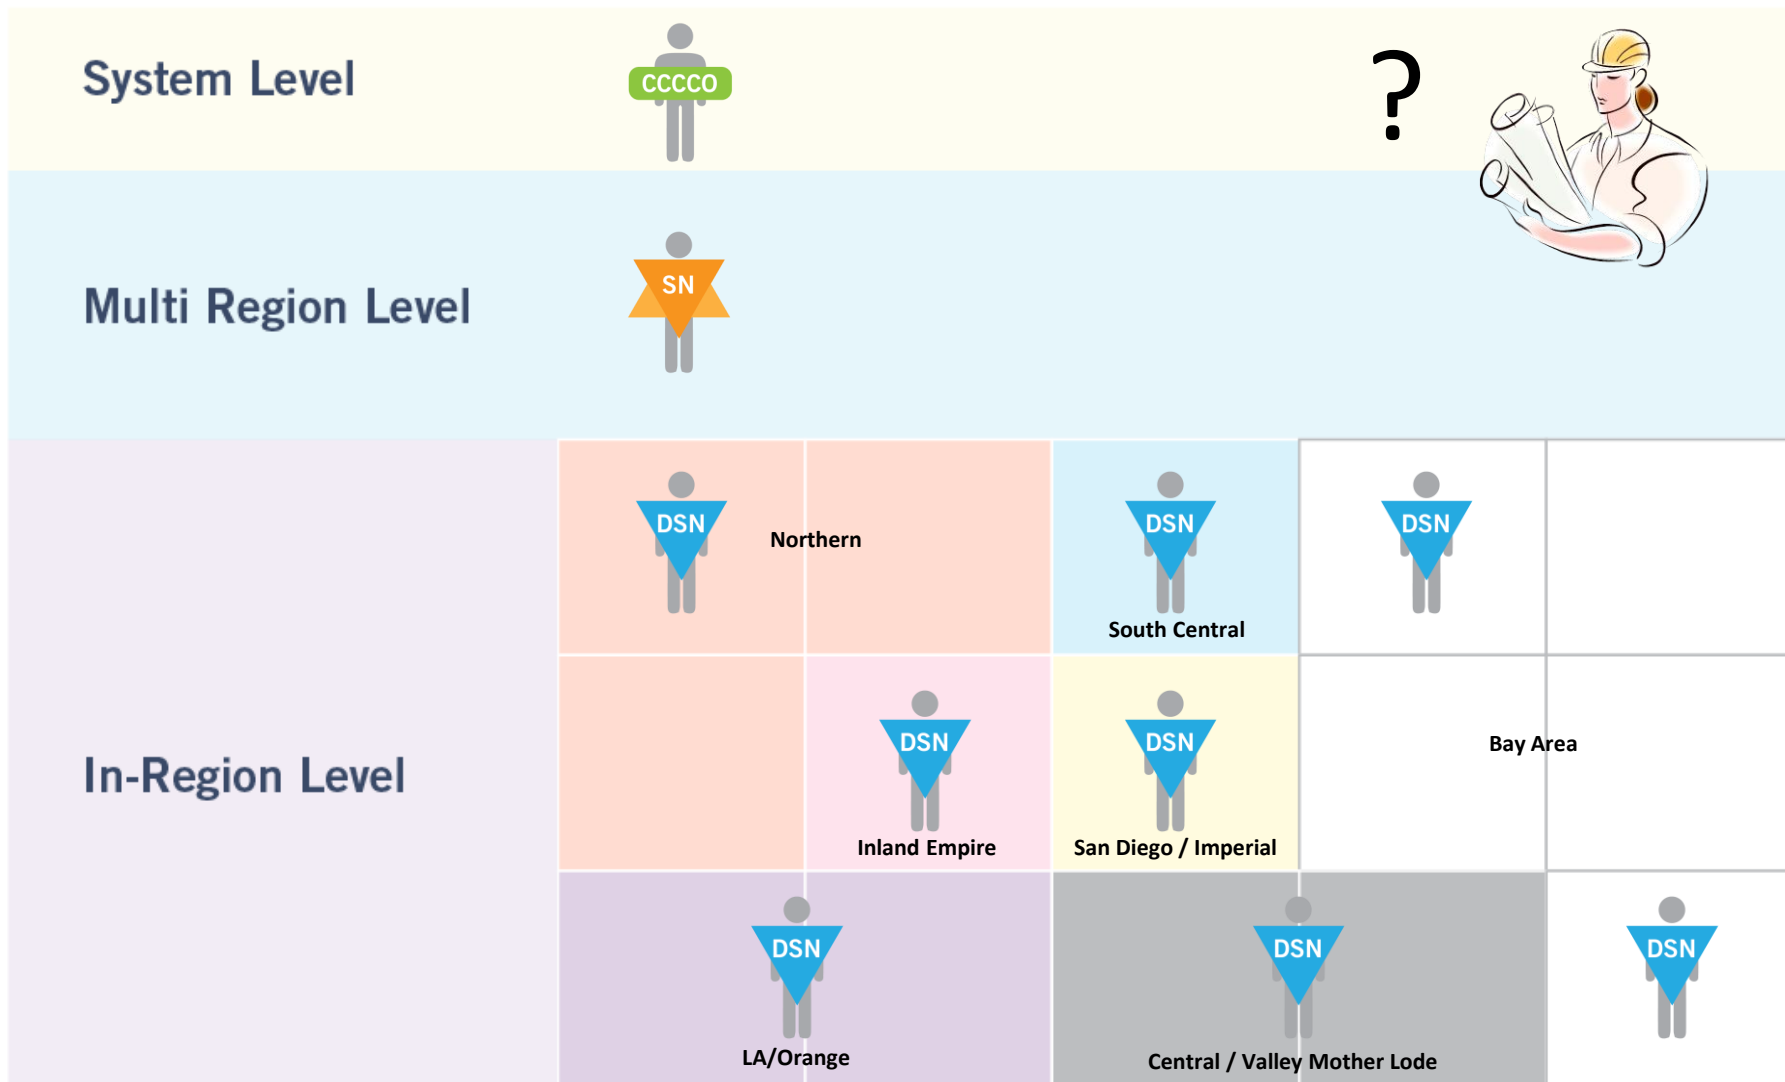 System Level
CCCCO
?
Multi Region Level
SN
In-Region Level
DSN
Northern
DSN
South Central
DSN
DSN
Inland Empire
DSN
San Diego / Imperial
Bay Area
DSN
LA/Orange
DSN
Central / Valley Mother Lode
DSN